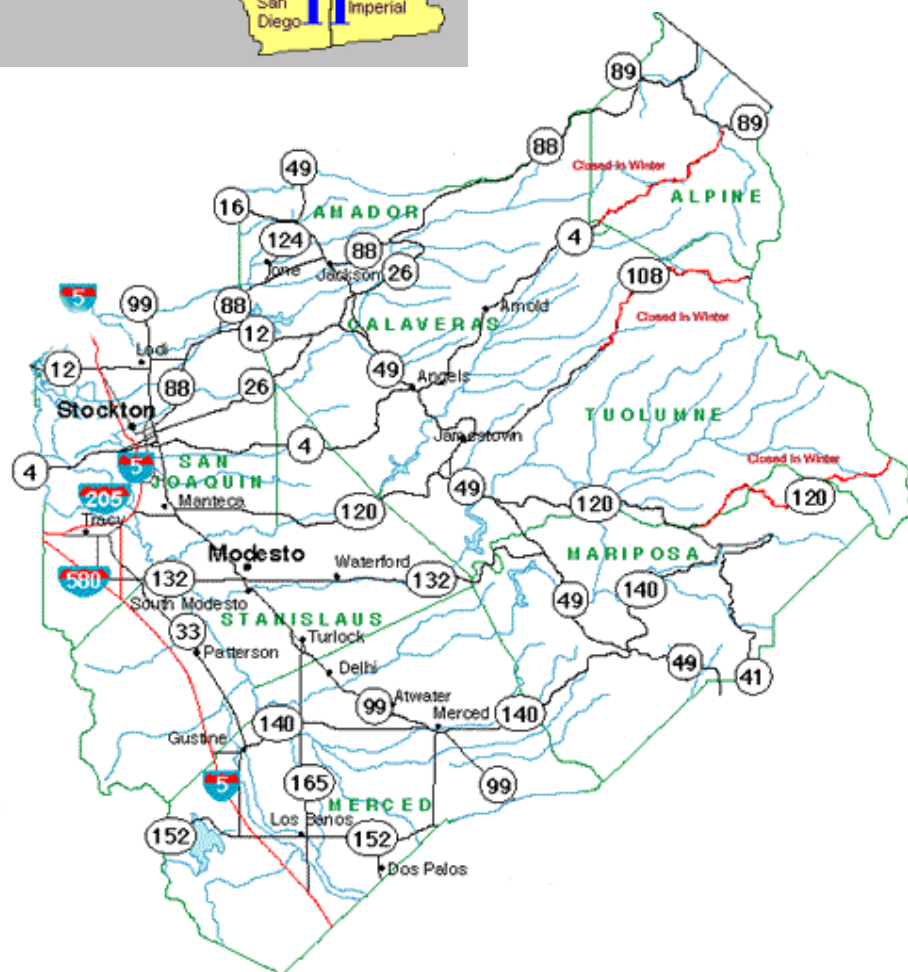 San
Diego
11
Imperial
89
89
88
Closed In Winter
49
ALPINE
16
AMADOR
124
88
4
Ione
Jackson
26
108
5
99
88
Arnold
12
CALAVERAS
Closed In Winter
Lodi
12
49
88
26
Angels
Stockton
TUOLUMNE
4
Jamestown
4
5
SAN
JOAQUIN
Closed In Winter
205
Manteca
49
120
120
120
Tracy
Modesto
MARIPOSA
Waterford
580
132
132
140
South Modesto
49
STANISLAUS
33
Turlock
Patterson
49
Delhi
41
99
Atwater
140
Merced
140
Gustine
5
165
99
MERCED
Los Banos
152
152
Dos Palos